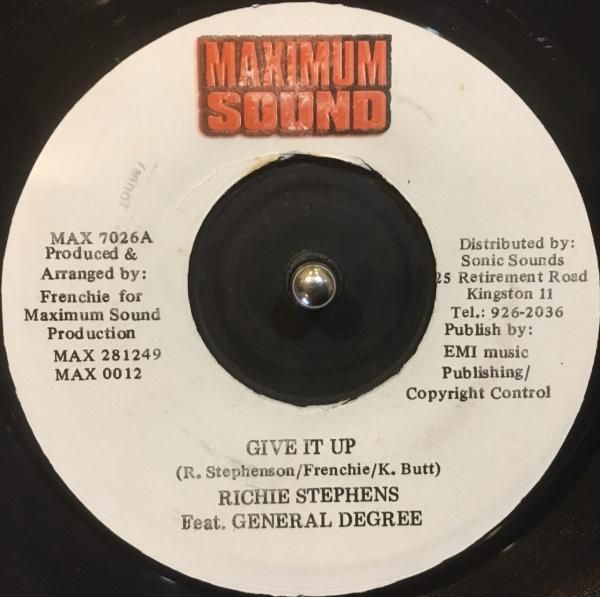 MAXIMUM
SOUND
MAX 7026A
Produced &
Arranged by:
Frenchie for
Maximum Sound
Production
MAX 281249
MAX 0012
Distributed by:
Sonic Sounds
25 Retirement Road
Kingston 11
Tel.: 926-2036
Publish by:
EMI music
Publishing/
Copyright Control
GIVE IT UP
(R. Stephenson/Frenchie/K. Butt)
RICHIE STEPHENS
Feat. GENERAL DEGREE